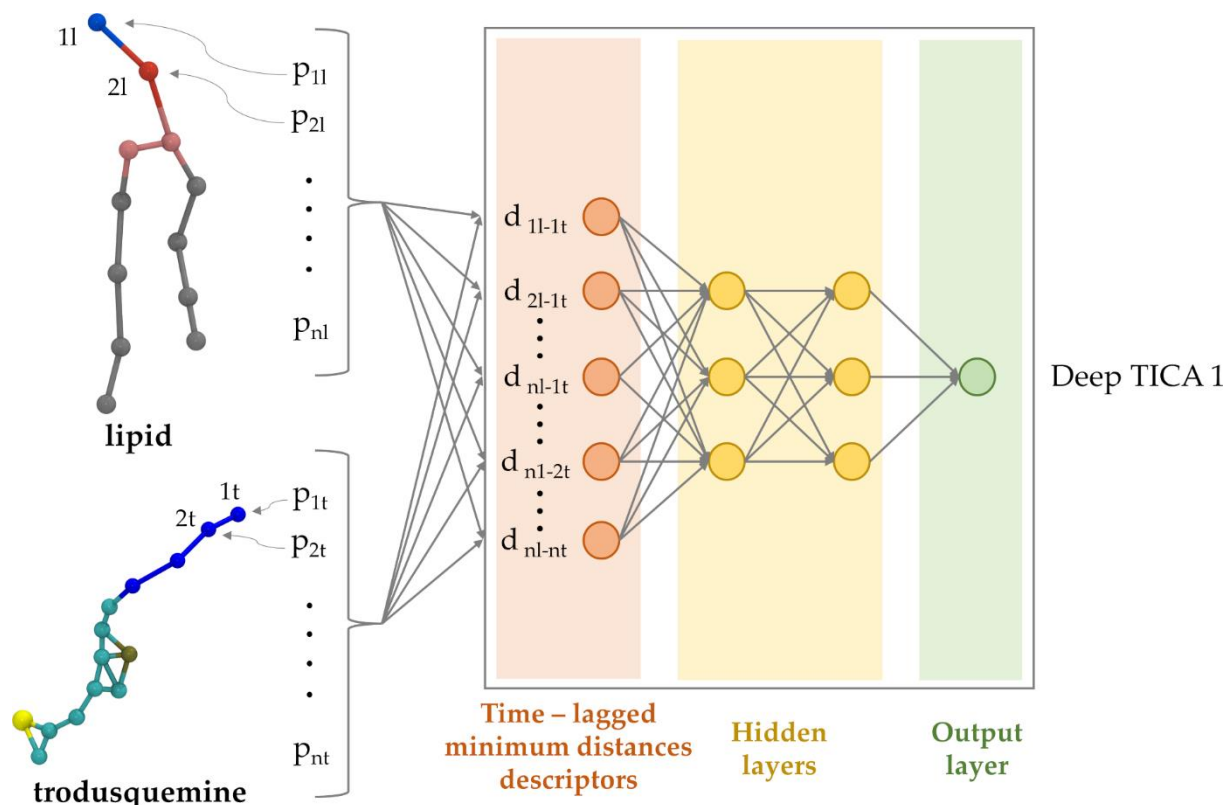 1l
2l
p1l
p2l
pnl
lipid
1t
2t
p1t
p2t
pnt
trodusquemine
d 1l-1t
d 2l-1t
d nl-1t
d n1-2t
d nl-nt
Deep TICA 1
Time – lagged
minimum distances
descriptors
Hidden
layers
Output
layer